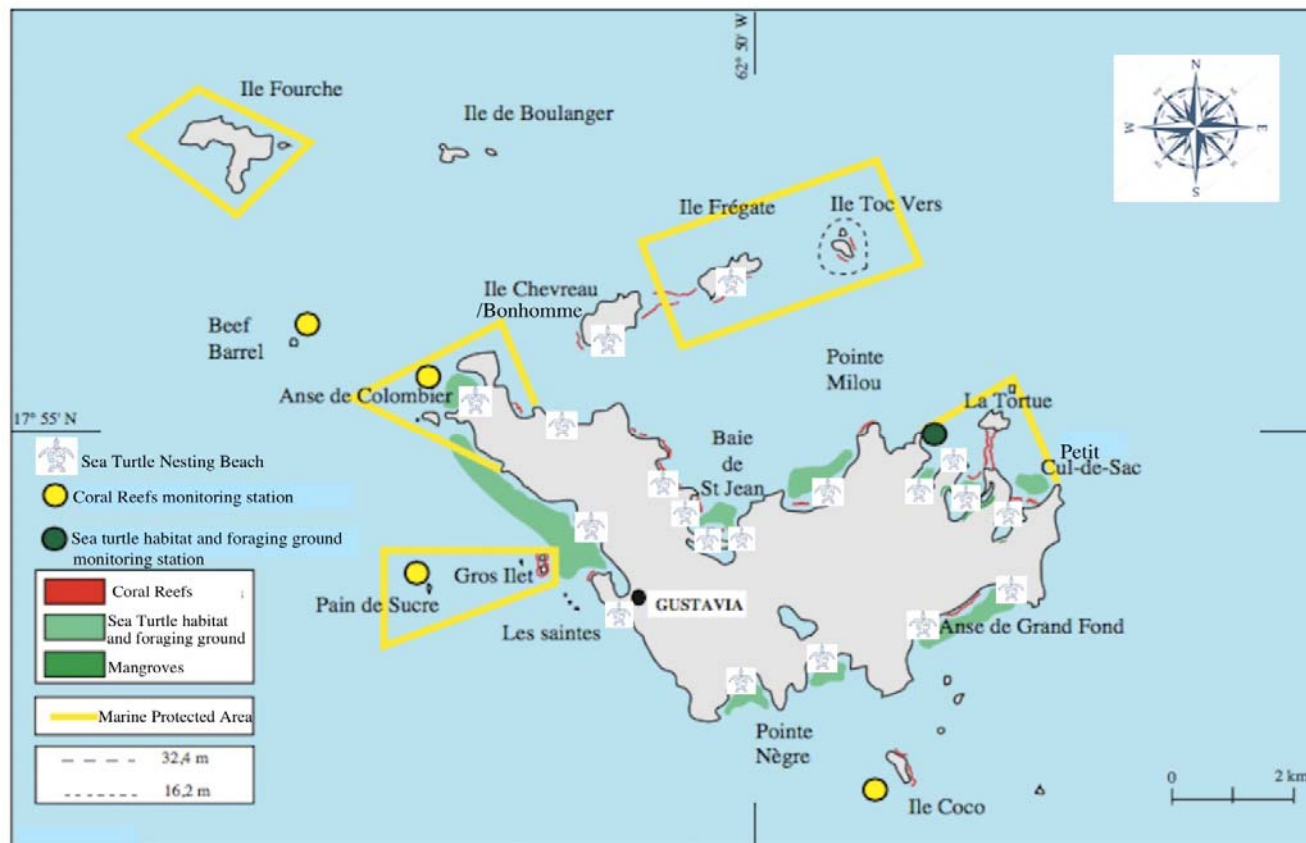 62° 50' W
N
M
E
S
Ile Fourche
Ile de Boulanger
Ile Frégate
Ile Toc Vers
Ile Chevreau
/Bonhomme
Beef
Barrel
Anse de Colombier
Pointe
Milou
La Tortue
17° 55' N
Petit
Cul-de-Sac
Baie
de
St Jean
Sea Turtle Nesting Beach
Coral Reefs monitoring station
Sea turtle habitat and foraging ground
monitoring station
Coral Reefs
Sea Turtle habitat
and foraging ground
Mangroves
Marine Protected Area
32,4 m
16,2 m
Gros Ilet
Pain de Sucre
Les saintes
GUSTAVIA
Anse de Grand Fond
Pointe
Nègre
Ile Coco
0 2 km